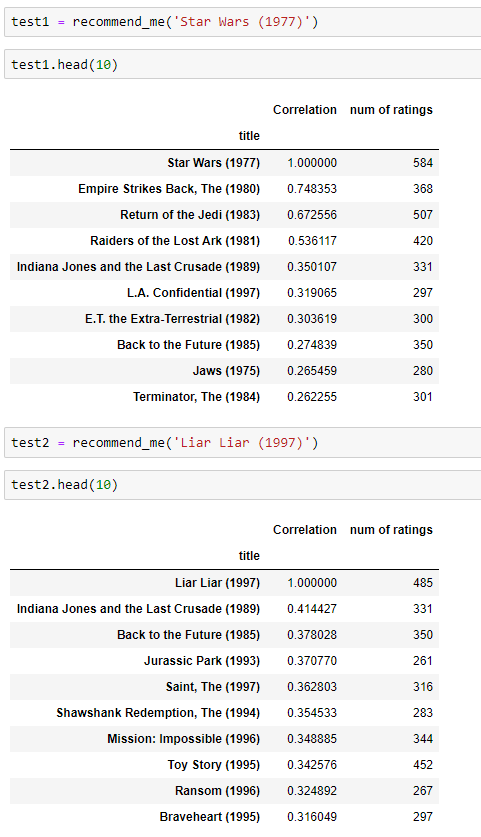 test1 = recommend_me('Star Wars (1977)')
test1.head(10)
Correlation num of ratings
title
Star Wars (1977) 1.000000 584
Empire Strikes Back, The (1980) 0.748353 368
Return of the Jedi (1983) 0.672556 507
Raiders of the Lost Ark (1981) 0.536117 420
Indiana Jones and the Last Crusade (1989) 0.350107 331
L.A. Confidential (1997) 0.319065 297
E.T. the Extra-Terrestrial (1982) 0.303619 300
Back to the Future (1985) 0.274839 350
Jaws (1975) 0.265459 280
Terminator, The (1984) 0.262255 301
test2 = recommend_me('Liar Liar (1997)')
test2.head(10)
Correlation num of ratings
title
Liar Liar (1997) 1.000000 485
Indiana Jones and the Last Crusade (1989) 0.414427 331
Back to the Future (1985) 0.378028 350
Jurassic Park (1993) 0.370770 261
Saint, The (1997) 0.362803 316
Shawshank Redemption, The (1994) 0.354533 283
Mission: Impossible (1996) 0.348885 344
Toy Story (1995) 0.342576 452
Ransom (1996) 0.324892 267
Braveheart (1995) 0.316049 297